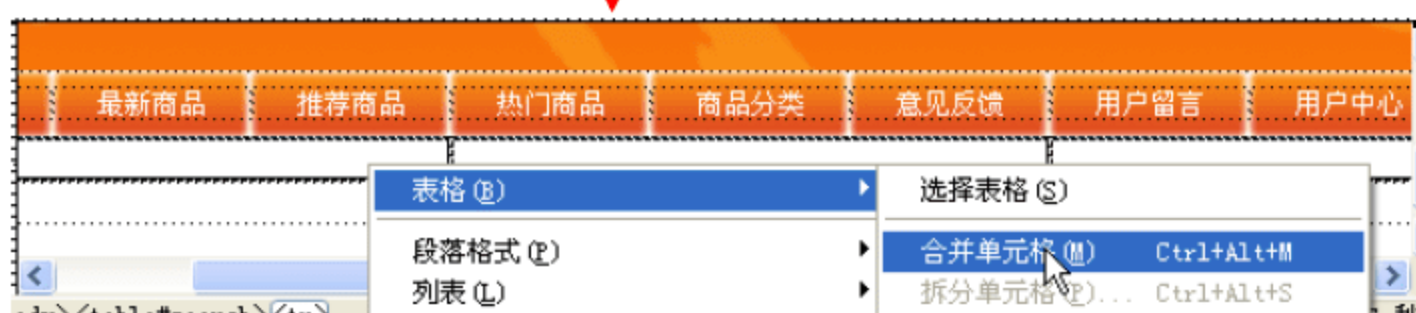 最新商品 推荐商品 热门商品 商品分类 意见反馈 用户留言 用户中心
表格(B) 选择表格(S)
段落格式(P) 合并单元格(M) Ctrl+Alt+M
列表(L) 拆分单元格(P)... Ctrl+Alt+S